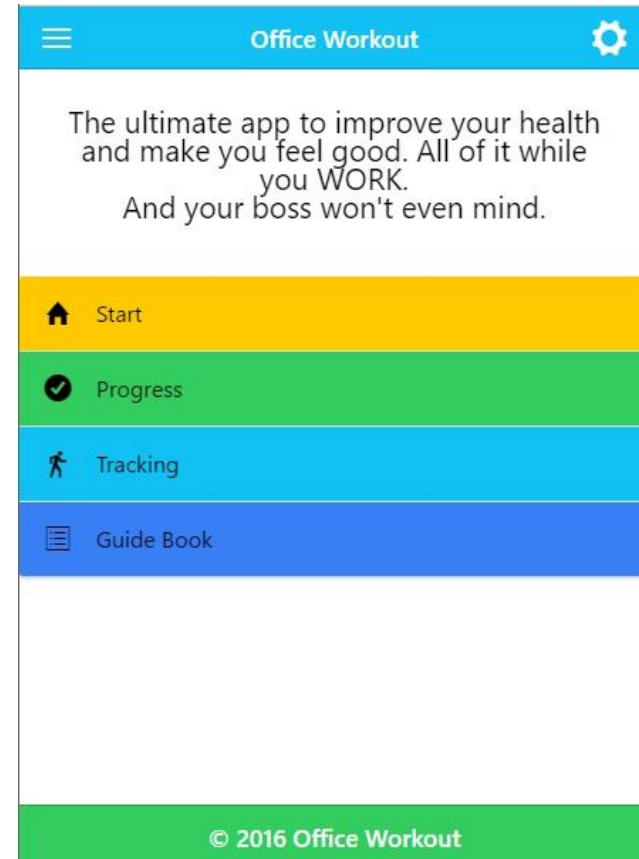 Office Workout
The ultimate app to improve your health
and make you feel good. All of it while
you WORK.
And your boss won't even mind.
Start
Progress
Tracking
Guide Book
© 2016 Office Workout